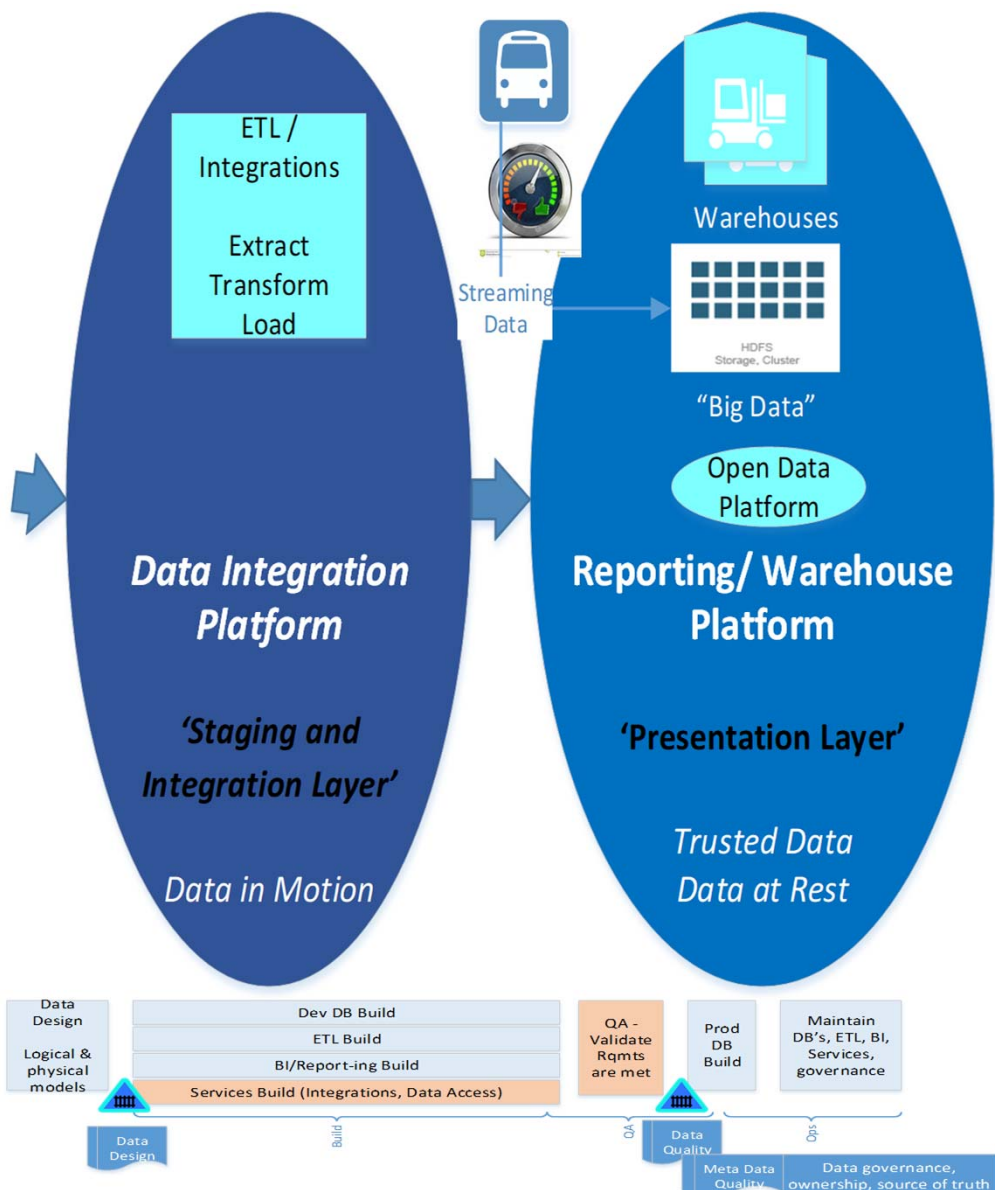 ETL /
Integrations
Extract
Transform
Load
Data Integration
Platform
‘Staging and
Integration Layer’
Data in Motion
Streaming
Data
Warehouses
HDFS
Storage, Cluster
“Big Data”
Open Data
Platform
Reporting/ Warehouse
Platform
‘Presentation Layer’
Trusted Data
Data at Rest
Data
Design
Logical &
physical
models
Dev DB Build
ETL Build
BI/Report-ing Build
Services Build (Integrations, Data Access)
QA -
Validate
Rqmts
are met
Prod
DB
Build
Maintain
DB's, ETL, BI,
Services,
governance
Build
QA
Ops
Data
Design
Data
Quality
Meta Data
Quality
Data governance,
ownership, source of truth